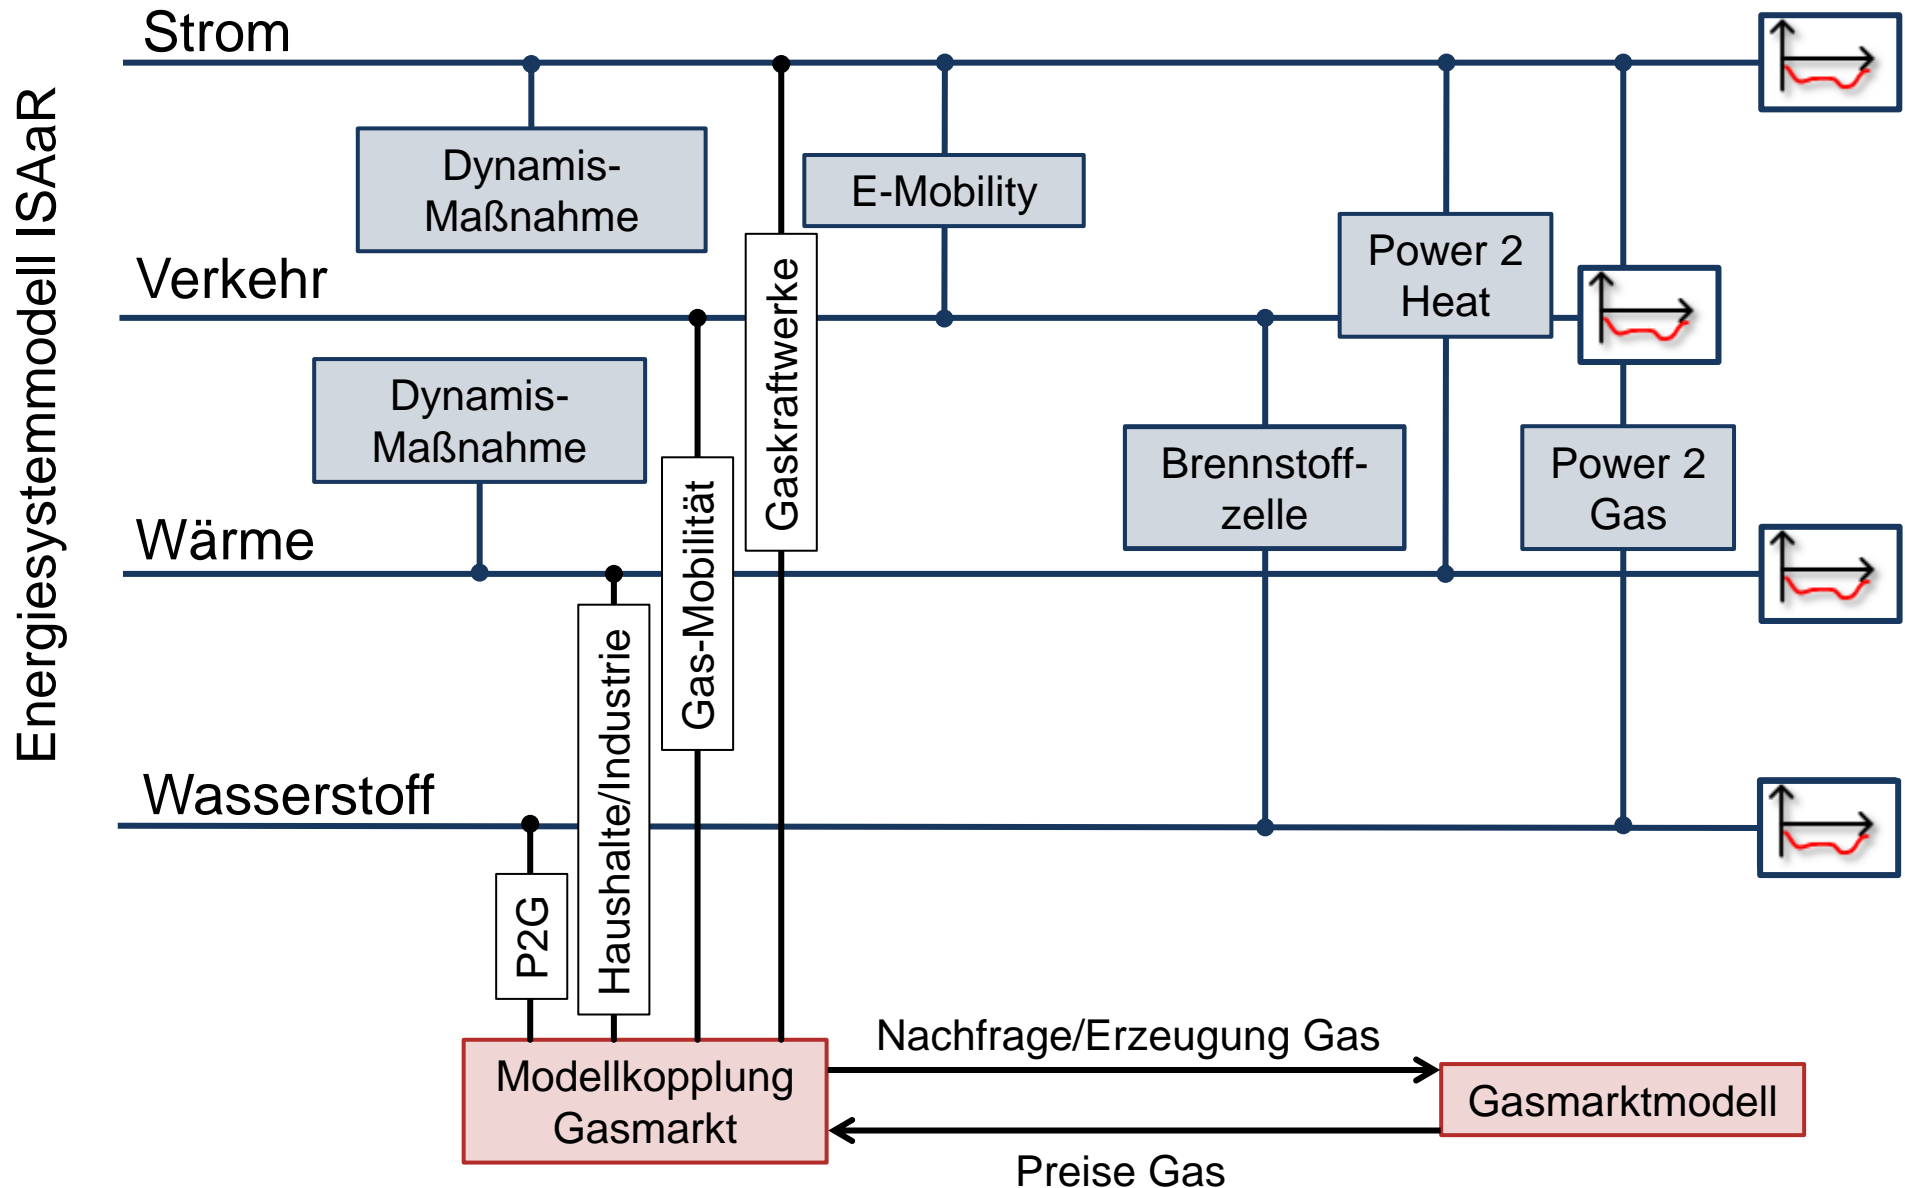 Energiesystemmodell ISAaR
Strom
Dynamis-
Maßnahme
E-Mobility
Power 2
Heat
Verkehr
Gaskraftwerke
Dynamis-
Maßnahme
Gas-Mobilität
Brennstoff-
zelle
Power 2
Gas
Wärme
Haushalte/Industrie
Wasserstoff
P2G
Modellkopplung
Gasmarkt
Nachfrage/Erzeugung Gas
Gasmarktmodell
Preise Gas